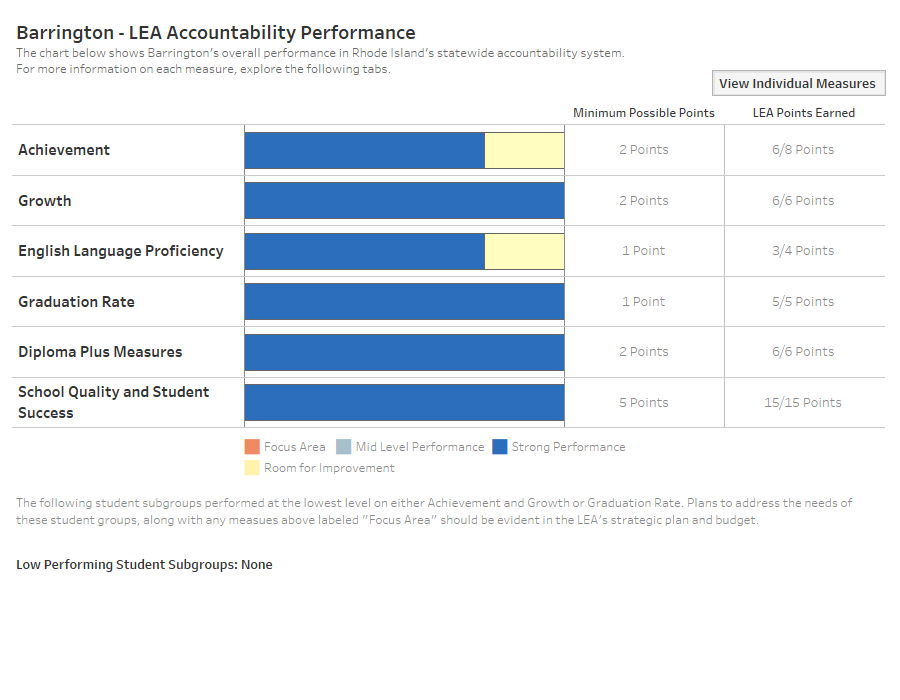 Barrington - LEA Accountability Performance
The chart below shows Barrington's overall performance in Rhode Island's statewide accountability system.
For more information on each measure, explore the following tabs.
View Individual Measures
Minimum Possible Points LEA Points Earned
Achievement 2 Points 6/8 Points
Growth 2 Points 6/6 Points
English Language Proficiency 1 Point 3/4 Points
Graduation Rate 1 Point 5/5 Points
Diploma Plus Measures 2 Points 6/6 Points
School Quality and Student
Success 5 Points 15/15 Points
Focus Area Mid Level Performance Strong Performance
Room for Improvement
The following student subgroups performed at the lowest level on either Achievement and Growth or Graduation Rate. Plans to address the needs of
these student groups, along with any measues above labeled "Focus Area" should be evident in the LEA's strategic plan and budget.
Low Performing Student Subgroups: None